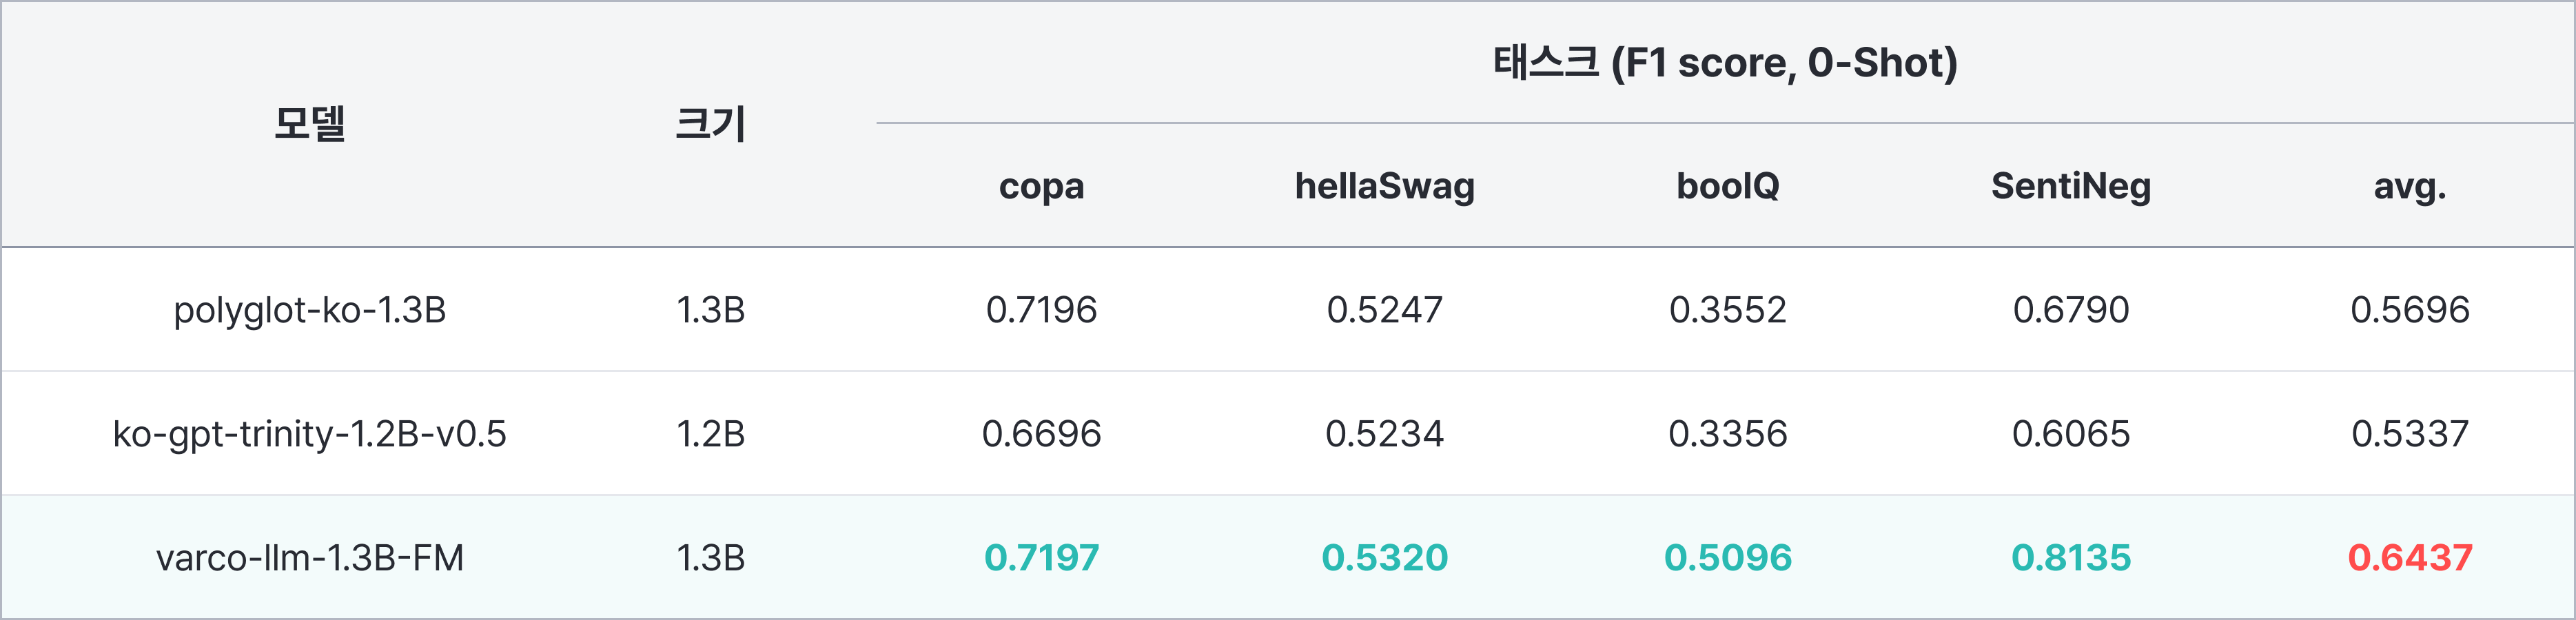 태스크 (F1 score, 0-Shot)
모델 크기
copa hellaSwag boolQ SentiNeg avg.
polyglot-ko-1.3B 1.3B 0.7196 0.5247 0.3552 0.6790 0.5696
ko-gpt-trinity-1.2B-v0.5 1.2B 0.6696 0.5234 0.3356 0.6065 0.5337
varco-llm-1.3B-FM 1.3B 0.7197 0.5320 0.5096 0.8135 0.6437